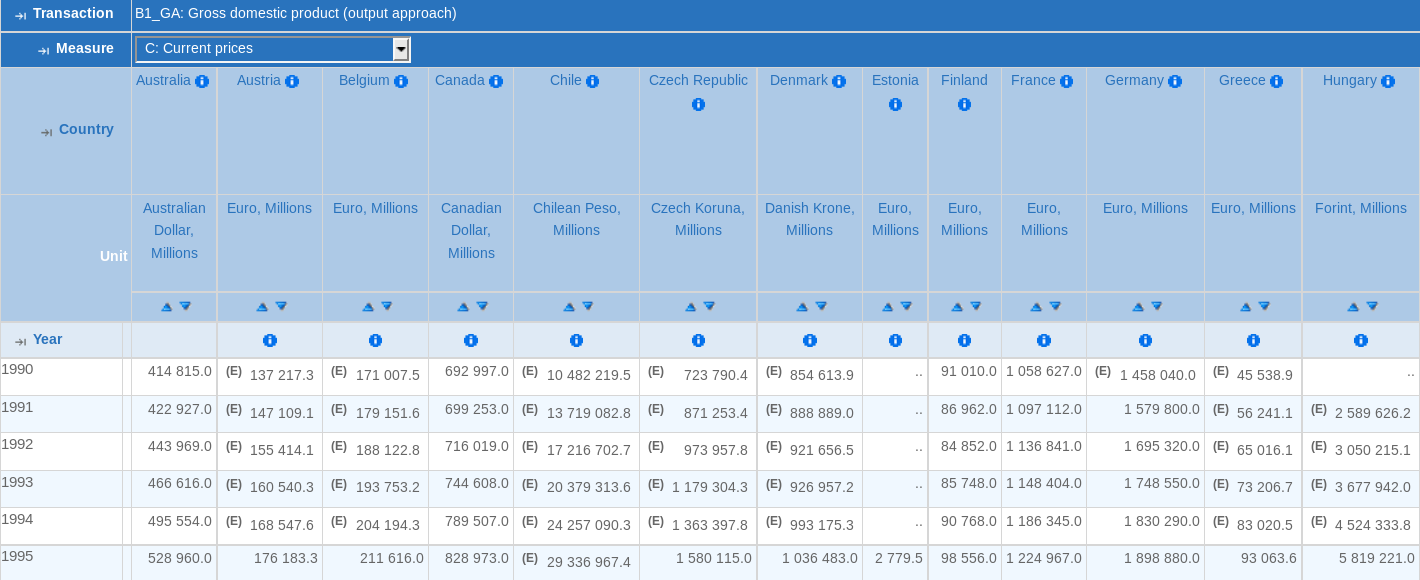 Transaction B1_GA: Gross domestic product (output approach)
Measure C: Current prices
Country Australia Austria Belgium Canada Chile Czech Republic Denmark Estonia Finland France Germany Greece Hungary
Unit Australian Dollar, Millions Euro, Millions Euro, Millions Canadian Dollar, Millions Chilean Peso, Millions Czech Koruna, Millions Danish Krone, Millions Euro, Millions Euro, Millions Euro, Millions Euro, Millions Euro, Millions Forint, Millions
Year
1990 414 815.0 (E) 137 217.3 (E) 171 007.5 692 997.0 (E) 10 482 219.5 (E) 723 790.4 (E) 854 613.9 .. 91 010.0 1 058 627.0 (E) 1 458 040.0 (E) 45 538.9 ..
1991 422 927.0 (E) 147 109.1 (E) 179 151.6 699 253.0 (E) 13 719 082.8 (E) 871 253.4 (E) 888 889.0 .. 86 962.0 1 097 112.0 1 579 800.0 (E) 56 241.1 (E) 2 589 626.2
1992 443 969.0 (E) 155 414.1 (E) 188 122.8 716 019.0 (E) 17 216 702.7 (E) 973 957.8 (E) 921 656.5 .. 84 852.0 1 136 841.0 1 695 320.0 (E) 65 016.1 (E) 3 050 215.1
1993 466 616.0 (E) 160 540.3 (E) 193 753.2 744 608.0 (E) 20 379 313.6 (E) 1 179 304.3 (E) 926 957.2 .. 85 748.0 1 148 404.0 1 748 550.0 (E) 73 206.7 (E) 3 677 942.0
1994 495 554.0 (E) 168 547.6 (E) 204 194.3 789 507.0 (E) 24 257 090.3 (E) 1 363 397.8 (E) 993 175.3 .. 90 768.0 1 186 345.0 1 830 290.0 (E) 83 020.5 (E) 4 524 333.8
1995 528 960.0 176 183.3 211 616.0 828 973.0 (E) 29 336 967.4 1 580 115.0 1 036 483.0 2 779.5 98 556.0 1 224 967.0 1 898 880.0 93 063.6 5 819 221.0